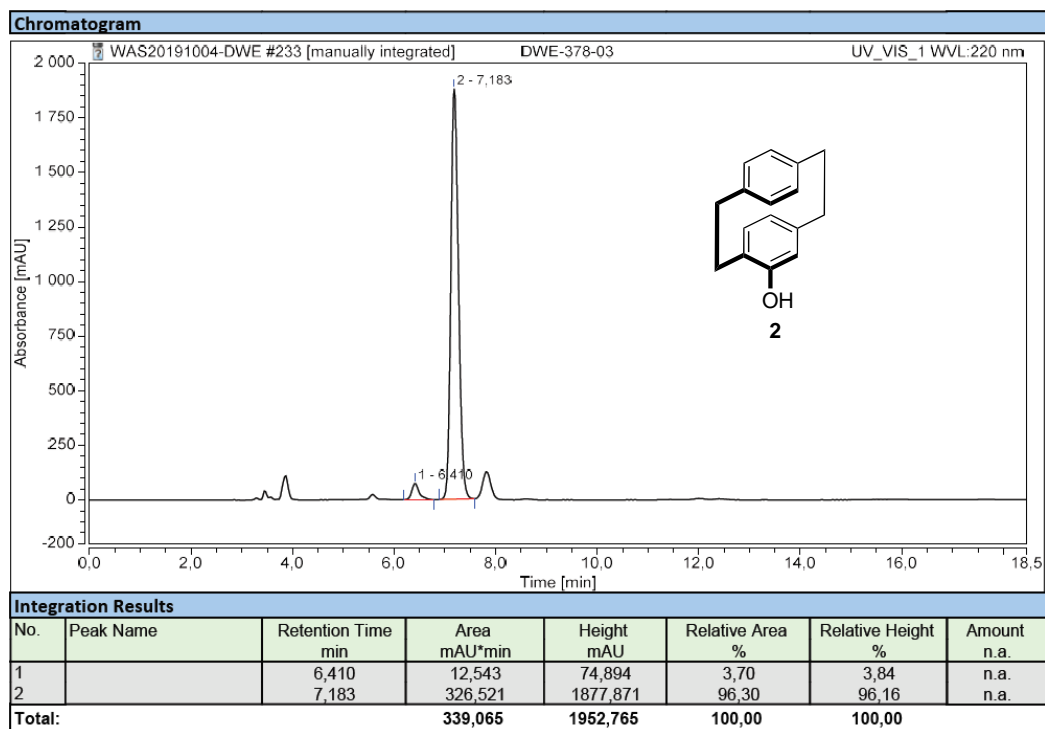 Chromatogram
WAS20191004-DWE #233 [manually integrated] DWE-378-03 UV_VIS_1 WVL:220 nm
2 000
1 750
1 500
1 250
1 000
750
500
250
0
-200
Absorbance [mAU]
2 - 7,183
1 - 6,410
OH
2
0,0 2,0 4,0 6,0 8,0 10,0 12,0 14,0 16,0 18,5
Time [min]
Integration Results
No. Peak Name Retention Time Area Height Relative Area Relative Height Amount
min mAU*min mAU % % n.a.
1 6,410 12,543 74,894 3,70 3,84 n.a.
2 7,183 326,521 1877,871 96,30 96,16 n.a.
Total: 339,065 1952,765 100,00 100,00